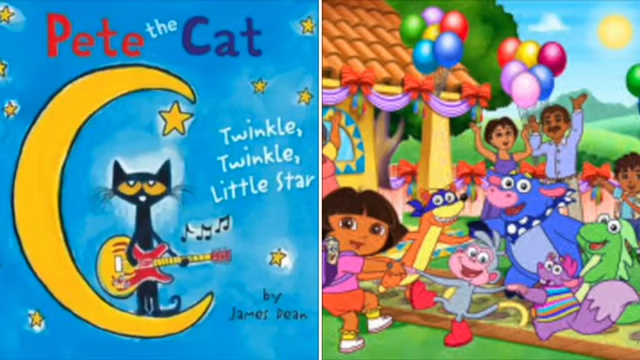 Pete the Cat
Twinkle,
Twinkle,
Little Star
by
James Dean